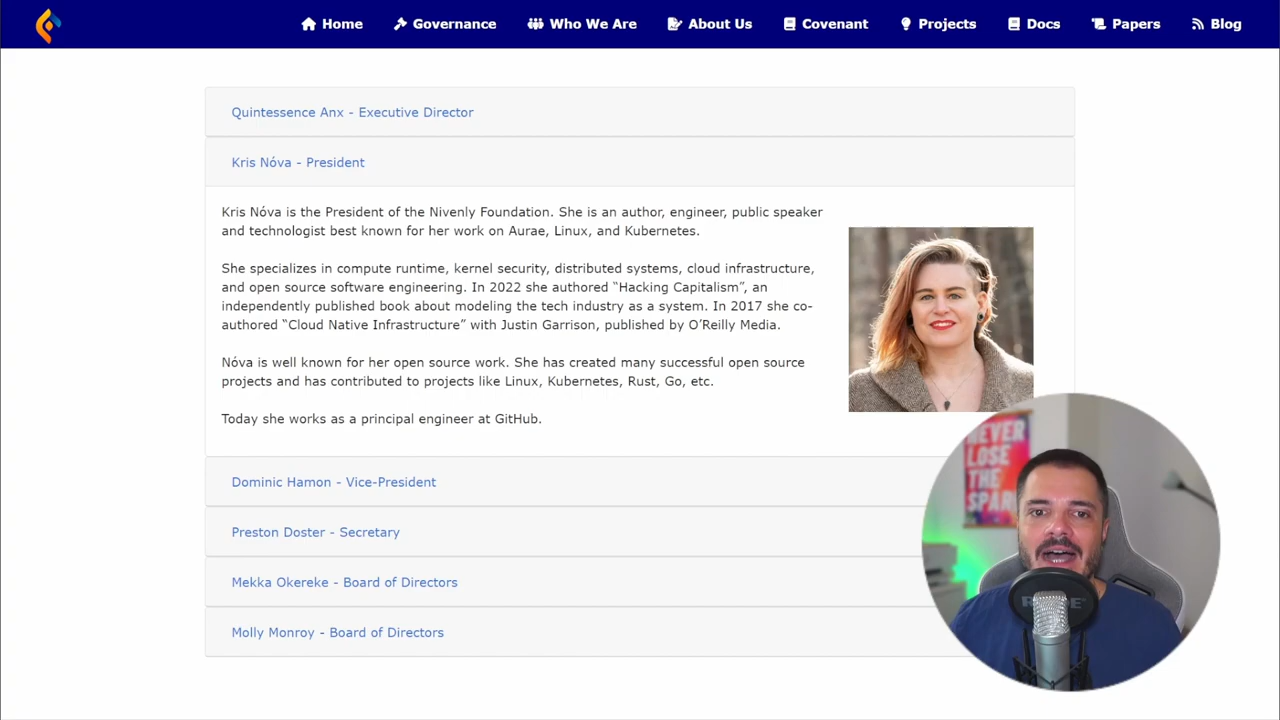 Home Governance Who We Are About Us Covenant Projects Docs Papers Blog
Quintessence Anx - Executive Director
Kris Nóva - President
Kris Nóva is the President of the Nivenly Foundation. She is an author, engineer, public speaker
and technologist best known for her work on Aurae, Linux, and Kubernetes.
She specializes in compute runtime, kernel security, distributed systems, cloud infrastructure,
and open source software engineering. In 2022 she authored “Hacking Capitalism”, an
independently published book about modeling the tech industry as a system. In 2017 she co-
authored “Cloud Native Infrastructure” with Justin Garrison, published by O’Reilly Media.
Nóva is well known for her open source work. She has created many successful open source
projects and has contributed to projects like Linux, Kubernetes, Rust, Go, etc.
Today she works as a principal engineer at GitHub.
Dominic Hamon - Vice-President
Preston Doster - Secretary
Mekka Okereke - Board of Directors
Molly Monroy - Board of Directors
NEVER
LOSE
THE